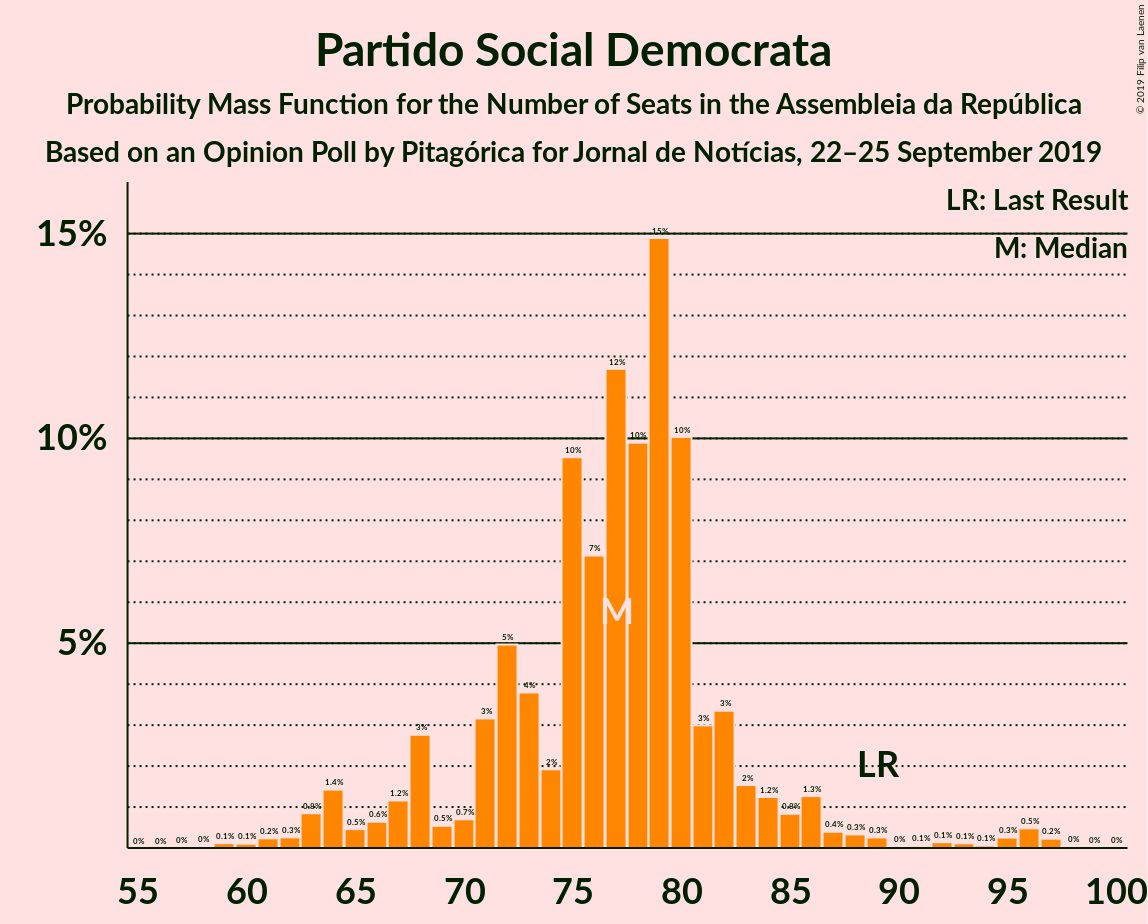 Partido Social Democrata
Probability Mass Function for the Number of Seats in the Assembleia da República
Based on an Opinion Poll by Pitagórica for Jornal de Notícias, 22–25 September 2019
© 2019 Filip van Laenen
LR: Last Result
M: Median
15%
10%
5%
0% 0% 0% 0% 0.1% 0.1% 0.2% 0.3% 0.8% 1.4% 0.5% 0.6% 1.2% 3% 0.5% 0.7% 3% 5% 4% 2% 10% 7% 12% 10% 15% 10% 3% 3% 2% 1.2% 0.8% 1.3% 0.4% 0.3% 0.3% 0% 0.1% 0.1% 0.1% 0.1% 0.3% 0.5% 0.2% 0% 0% 0%
M
LR
55 60 65 70 75 80 85 90 95 100